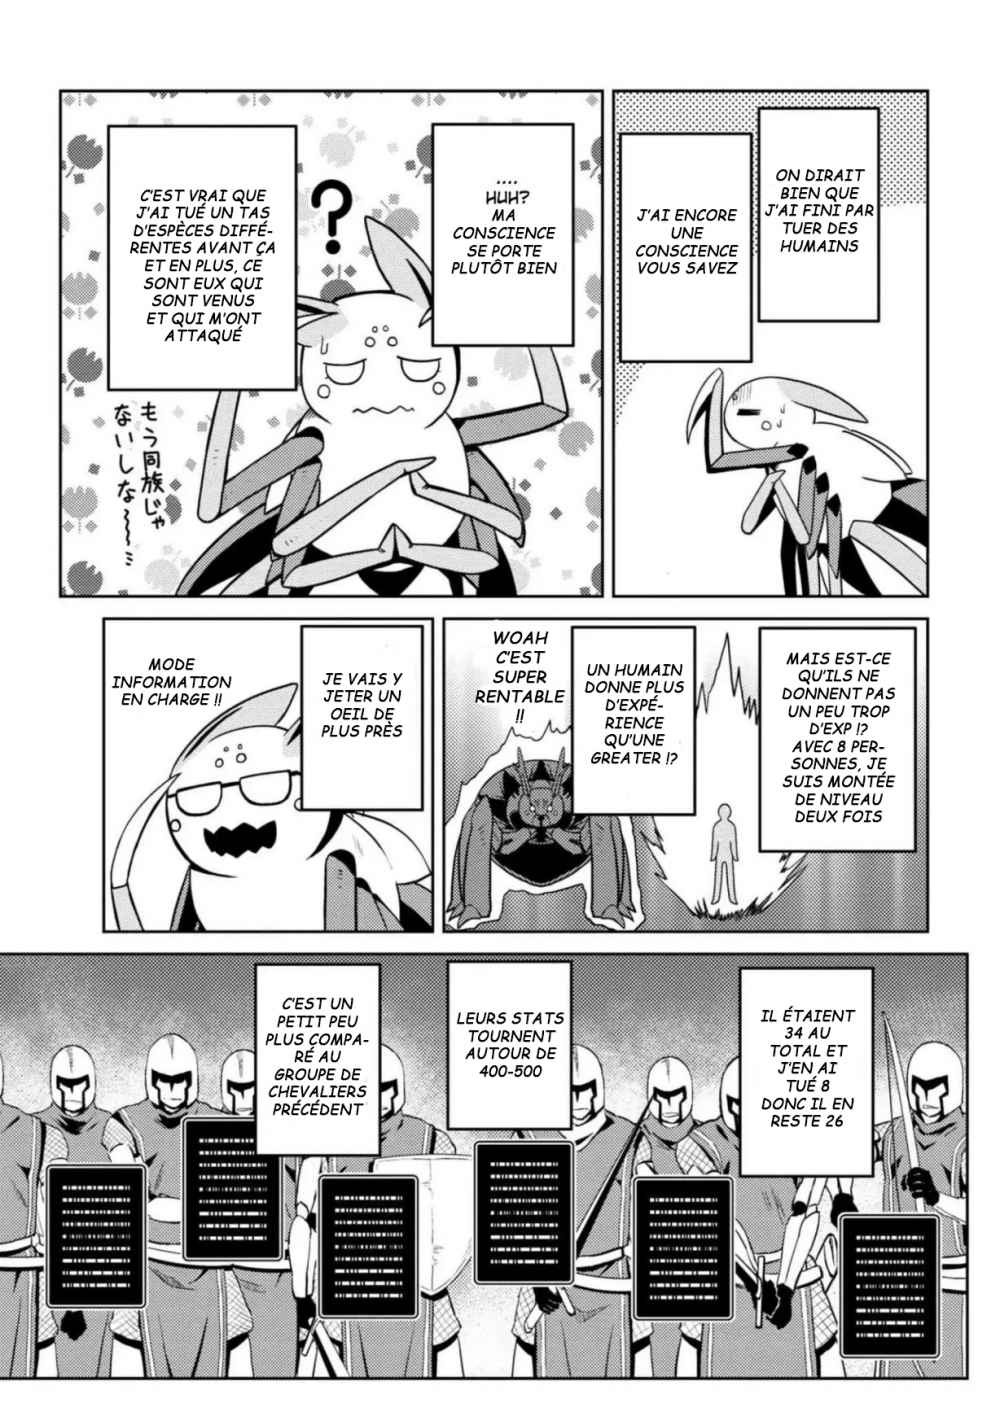 ON DIRAIT
BIEN QUE
J'AI FINI PAR
TUER DES
HUMAINS
J'AI ENCORE
UNE
CONSCIENCE
VOUS SAVEZ
....
HUH?
MA
CONSCIENCE
SE PORTE
PLUTÔT BIEN
?
C'EST VRAI QUE
J'AI TUÉ UN TAS
D'ESPÈCES DIFFÉ-
RENTES AVANT ÇA
ET EN PLUS, CE
SONT EUX QUI
SONT VENUS
ET QUI M'ONT
ATTAQUÉ
もう同族じゃ
ないしな〜〜…
MAIS EST-CE
QU'ILS NE
DONNENT PAS
UN PEU TROP
D'EXP !?
AVEC 8 PER-
SONNES, JE
SUIS MONTÉE
DE NIVEAU
DEUX FOIS
UN HUMAIN
DONNE PLUS
D'EXPÉ-
RIENCE
QU'UNE
GREATER !?
WOAH
C'EST
SUPER
RENTABLE
!!
JE VAIS Y
JETER UN
OEIL DE
PLUS PRÈS
MODE
INFORMATION
EN CHARGE !!
IL ÉTAIENT
34 AU
TOTAL ET
J'EN AI
TUÉ 8
DONC IL EN
RESTE 26
LEURS STATS
TOURNENT
AUTOUR DE
400-500
C'EST UN
PETIT PEU
PLUS COMPA-
RÉ AU
GROUPE DE
CHEVALIERS
PRÉCÉDENT